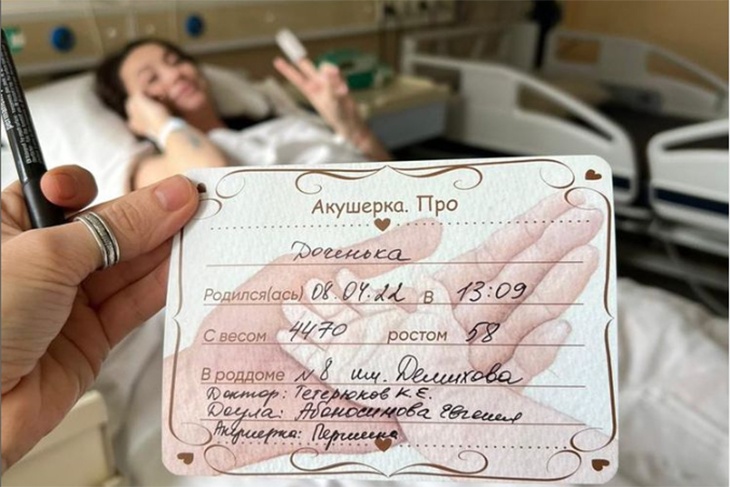 Акушерка. Про
Доченька
Родился(ась) 08.04.22 в 13:09
С весом 4470 ростом 58
В роддоме №8 им. Демихова
Доктор: Тетерюков К.Е.
Доула: Абаносимова Евгения
Акушерка: Першина